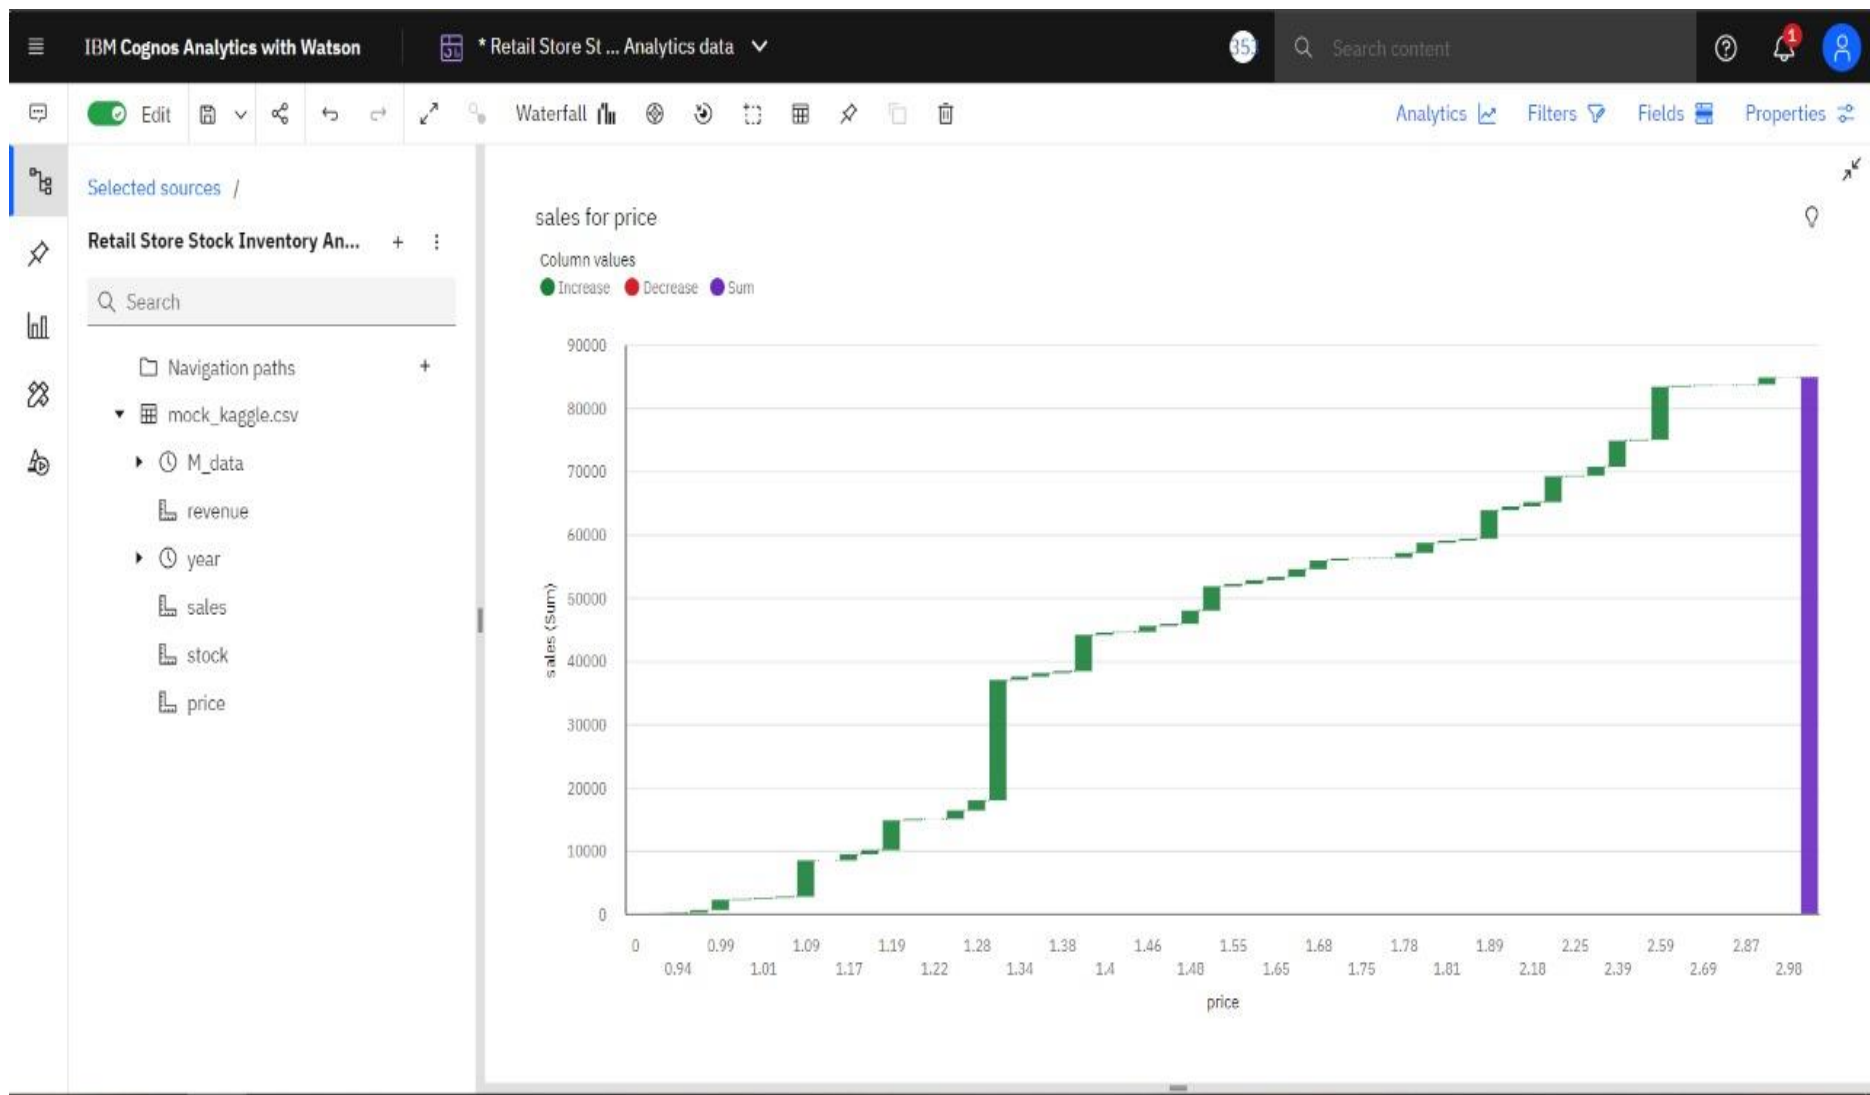 IBM Cognos Analytics with Watson
* Retail Store St ... Analytics data
Search content
1
Edit
Waterfall
Analytics
Filters
Fields
Properties
Selected sources /
Retail Store Stock Inventory An...
Search
Navigation paths
mock_kaggle.csv
M_data
revenue
year
sales
stock
price
sales for price
Column values
Increase Decrease Sum
90000
80000
70000
60000
50000
40000
30000
20000
10000
0
sales (Sum)
0 0.99 1.09 1.19 1.28 1.38 1.46 1.55 1.68 1.78 1.89 2.25 2.59 2.87
0.94 1.01 1.17 1.22 1.34 1.4 1.48 1.65 1.75 1.81 2.18 2.39 2.69 2.98
price